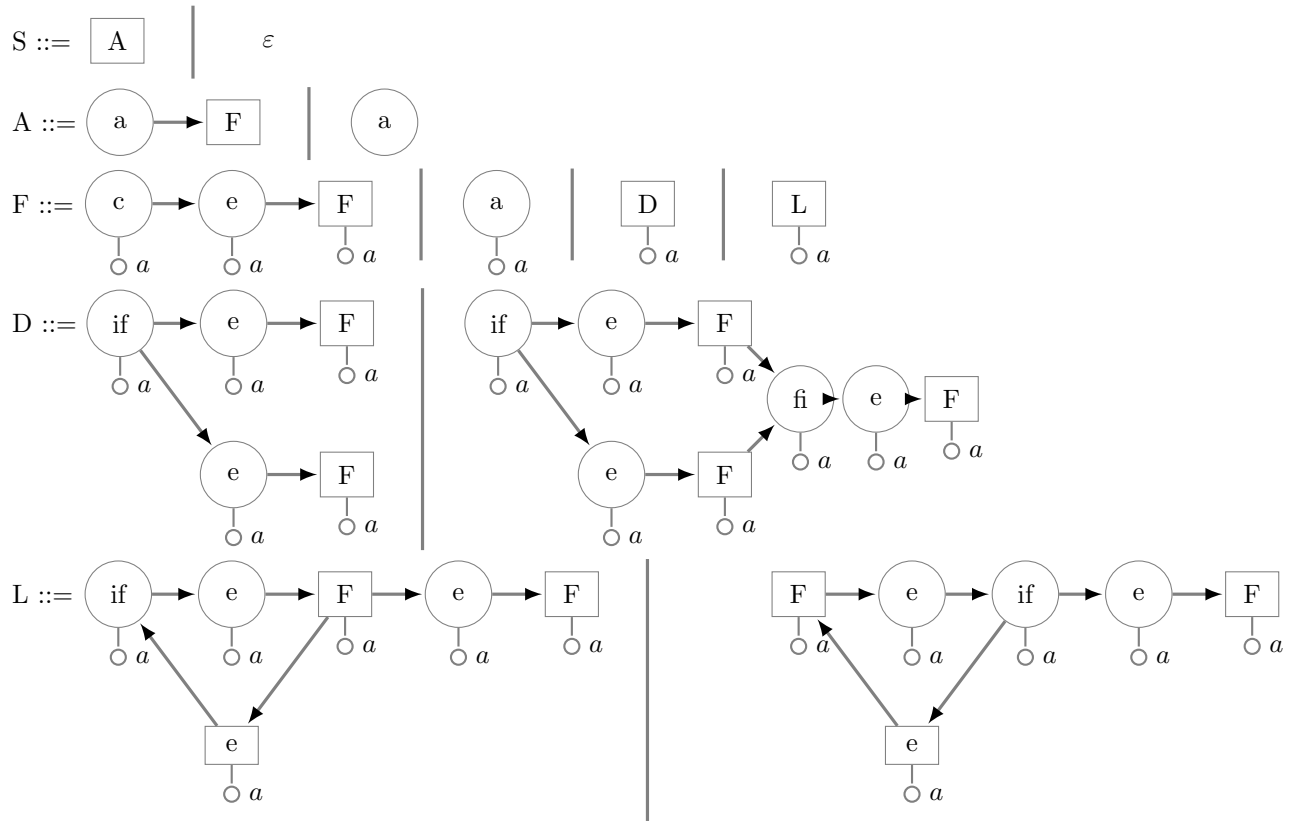 S ::= A ε
A ::= a F a
F ::= c e F a D L
a a a a a a
D ::= if e F if e F
a a a a a a
fi e F
a a a
e F e F
a a a a
L ::= if e F e F F e if e F
a a a a a a a a a a
e e
a a